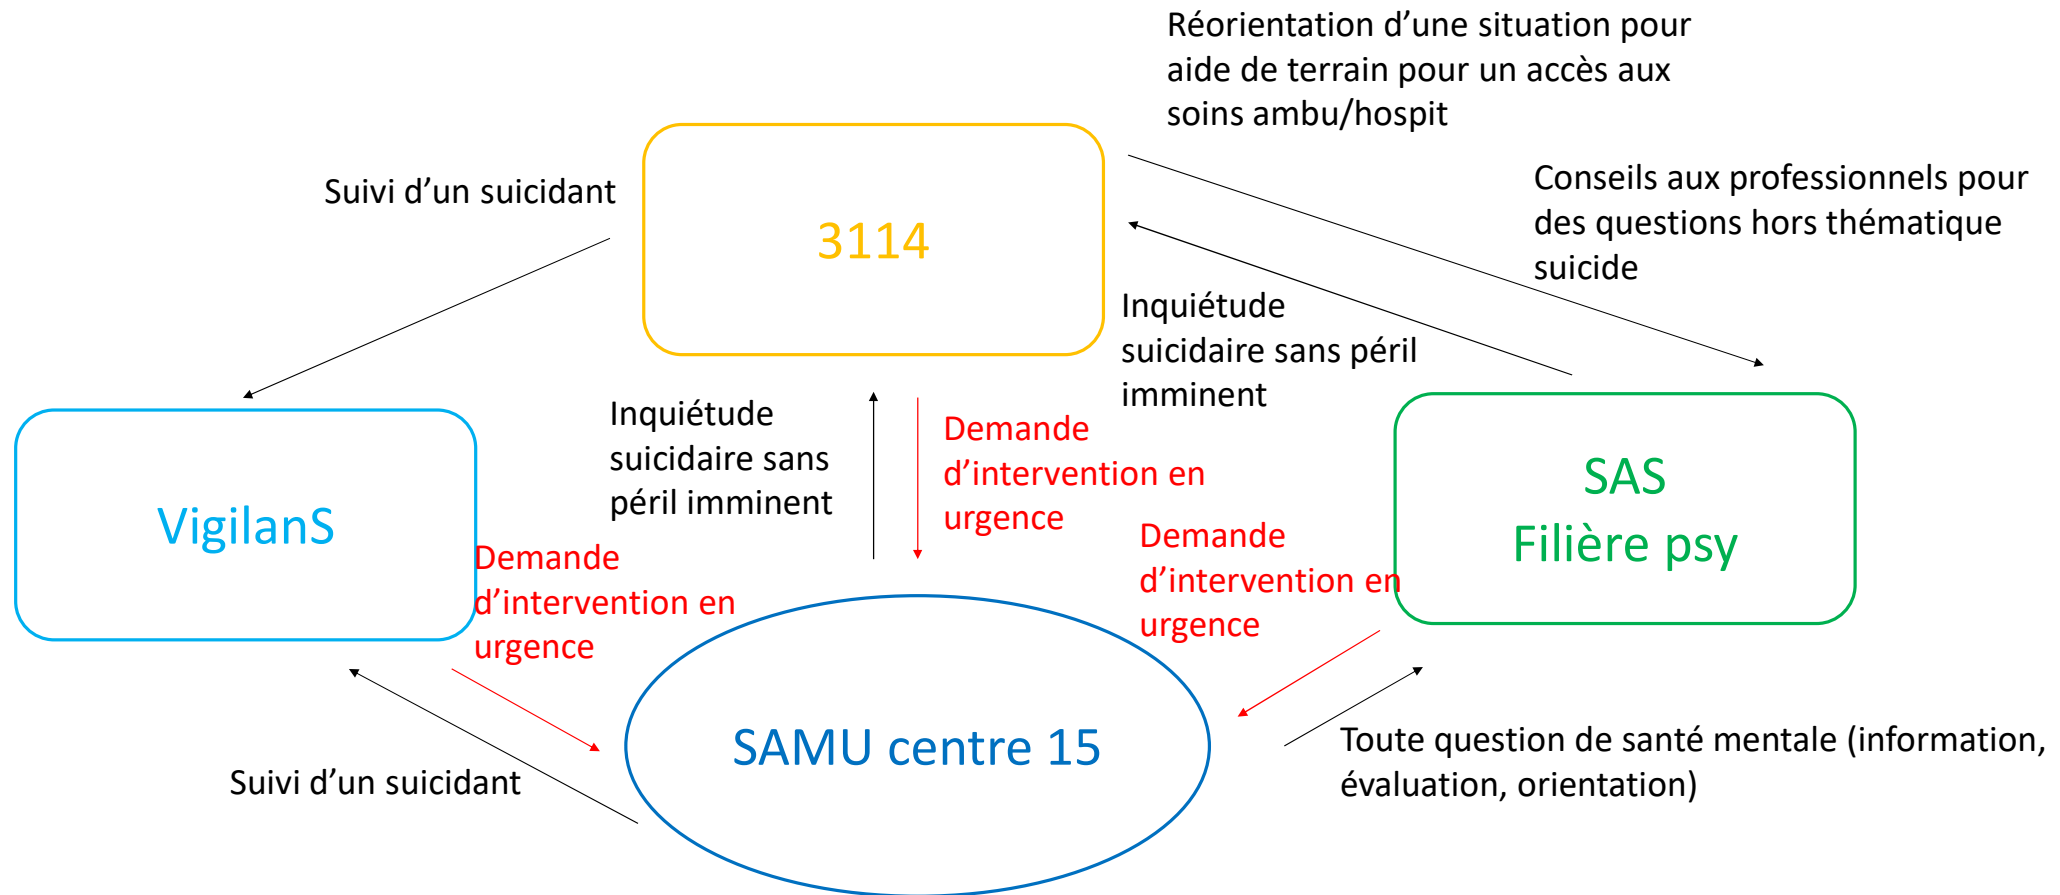 Réorientation d’une situation pour
aide de terrain pour un accès aux
soins ambu/hospit
Suivi d’un suicidant
3114
Conseils aux professionnels pour
des questions hors thématique
suicide
Inquiétude
suicidaire sans péril
imminent
Inquiétude
suicidaire sans
péril imminent
Demande
d’intervention en
urgence
VigilanS
SAS
Filière psy
Demande
d’intervention en
urgence
Demande
d’intervention en
urgence
SAMU centre 15
Suivi d’un suicidant
Toute question de santé mentale (information,
évaluation, orientation)